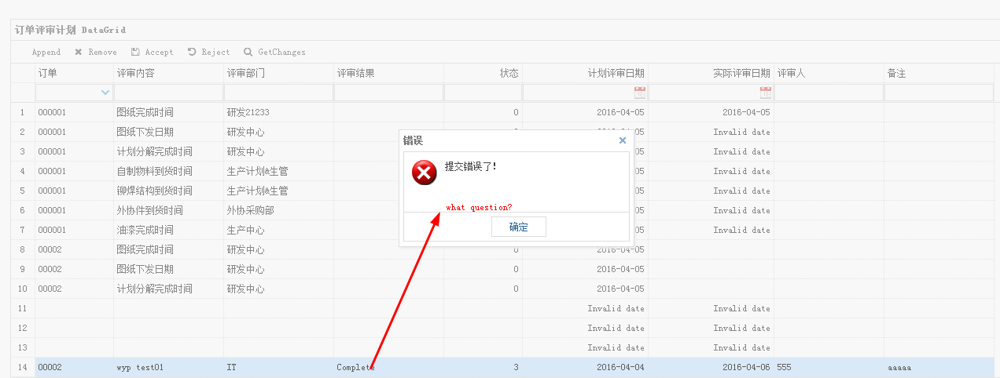 订单评审计划 DataGrid
Append Remove Accept Reject GetChanges
订单 评审内容 评审部门 评审结果 状态 计划评审日期 实际评审日期 评审人 备注
1 000001 图纸完成时间 研发21233 0 2016-04-05 2016-04-05
2 000001 图纸下发日期 研发中心 Invalid date
错误
3 000001 计划分解完成时间 研发中心 05 Invalid date
提交错误了!
4 000001 自制物料到货时间 生产计划&生管 05 Invalid date
5 000001 铆焊结构到货时间 生产计划&生管 05 Invalid date
what question?
6 000001 外协件到货时间 外协采购部 05 Invalid date
确定
7 000001 油漆完成时间 生产中心 05 Invalid date
8 00002 图纸完成时间 研发中心 0 2016-04-05
9 00002 图纸下发日期 研发中心 0 2016-04-05
10 00002 计划分解完成时间 研发中心 0 2016-04-05
11 Invalid date Invalid date
12 Invalid date Invalid date
13 Invalid date Invalid date
14 00002 wyp test01 IT Complete 3 2016-04-04 2016-04-06 555 aaaaa